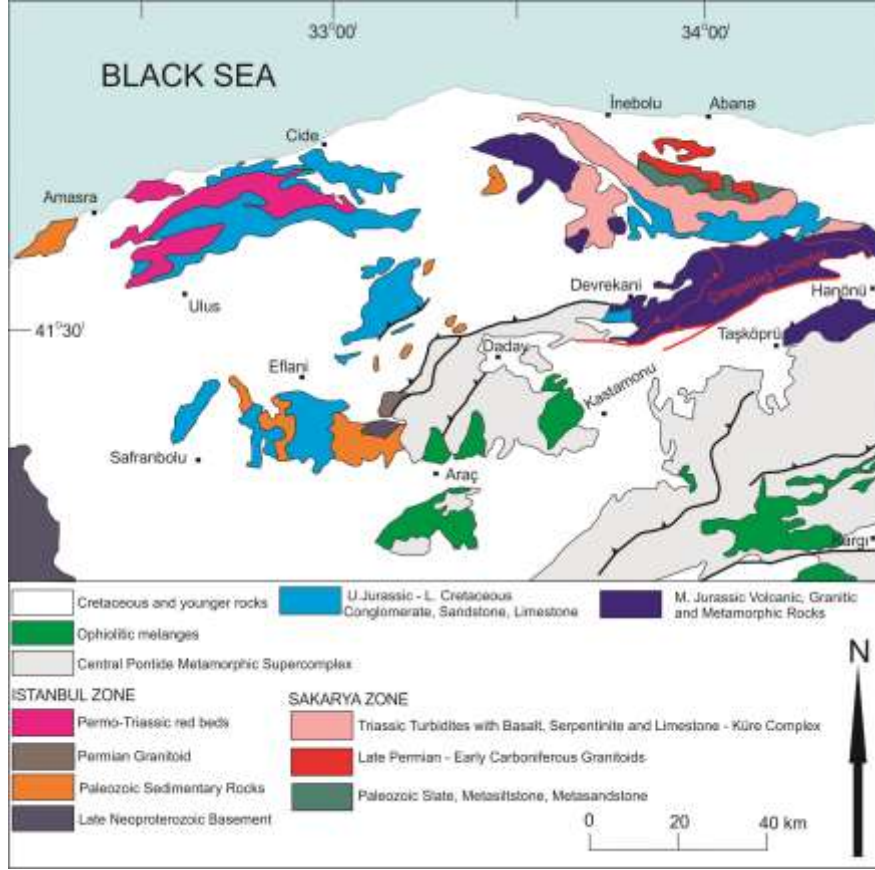 33°00' 34°00'
BLACK SEA
İnebolu Abana
Cide
Amasra
Devrekani
Hanönü
Ulus
41°30'
Taşköprü
Daday
Eflani
Kastamonu
Safranbolu
Araç
Kargı
Cretaceous and younger rocks
U.Jurassic - L. Cretaceous
Conglomerate, Sandstone, Limestone
M. Jurassic Volcanic, Granitic
and Metamorphic Rocks
Ophiolitic melanges
Central Pontide Metamorphic Supercomplex
N
ISTANBUL ZONE
SAKARYA ZONE
Permo-Triassic red beds
Triassic Turbidites with Basalt, Serpentinite and Limestone - Küre Complex
Permian Granitoid
Late Permian - Early Carboniferous Granitoids
Paleozoic Sedimentary Rocks
Paleozoic Slate, Metasiltstone, Metasandstone
Late Neoproterozoic Basement
0 20 40 km